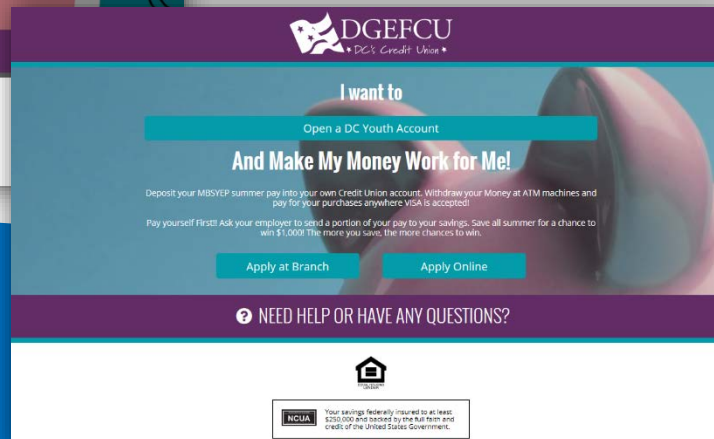 DGEFCU
DC's Credit Union
I want to
Open a DC Youth Account
And Make My Money Work for Me!
Deposit your MBSYEP summer pay into your own Credit Union account. Withdraw your Money at ATM machines and
pay for your purchases anywhere VISA is accepted!
Pay yourself First!! Ask your employer to send a portion of your pay to your savings. Save all summer for a chance to
win $1,000! The more you save, the more chances to win.
Apply at Branch
Apply Online
NEED HELP OR HAVE ANY QUESTIONS?
EQUAL HOUSING
LENDER
NCUA
Your savings federally insured to at least
$250,000 and backed by the full faith and
credit of the United States Government.